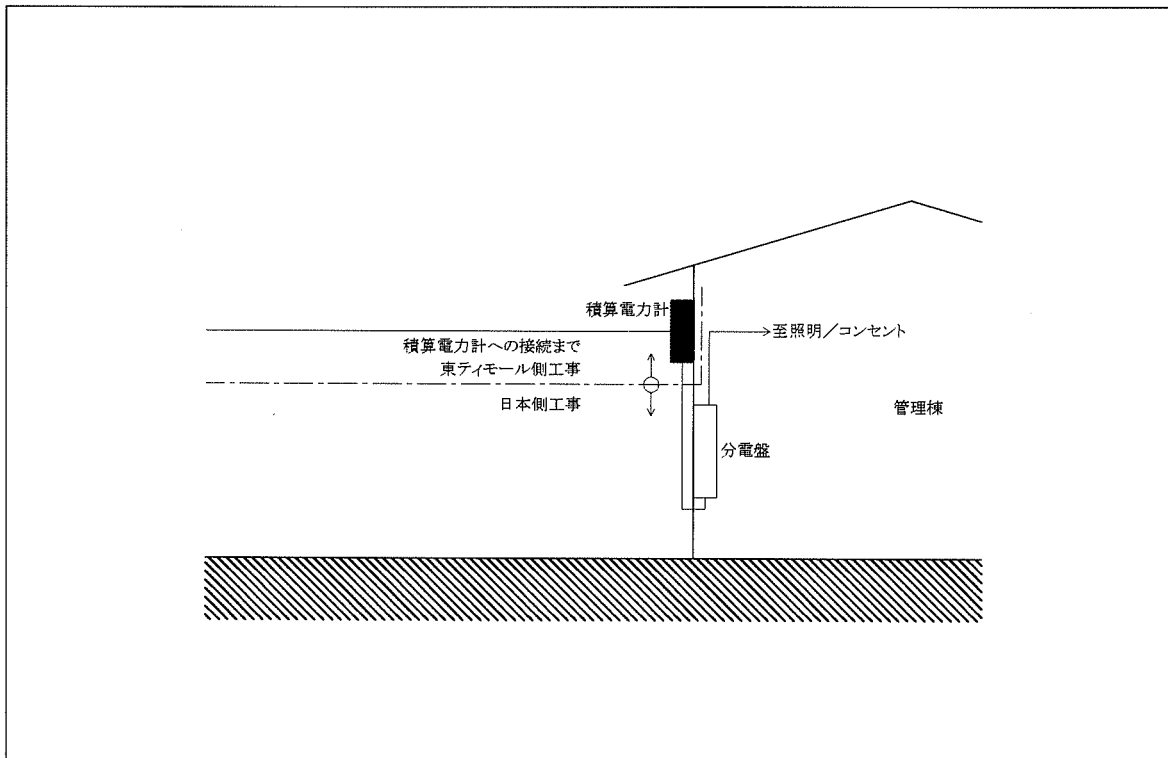 積算電力計
至照明／コンセント
積算電力計への接続まで
東ティモール側工事
日本側工事
管理棟
分電盤